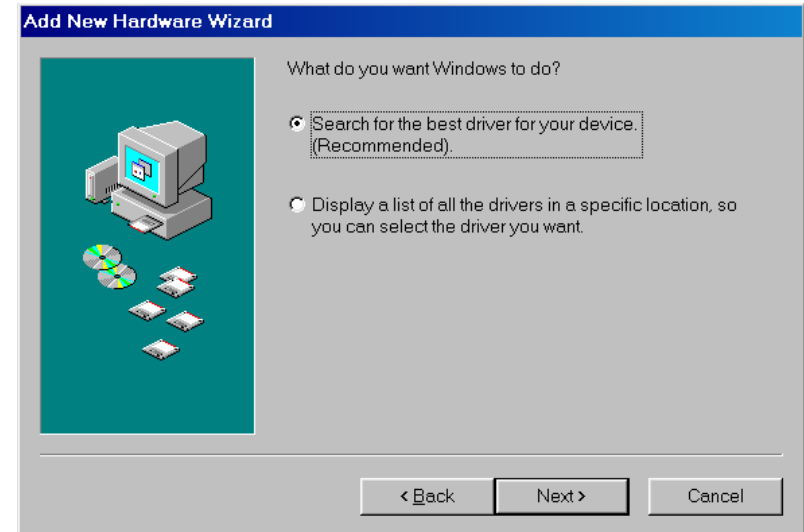 Add New Hardware Wizard
What do you want Windows to do?
Search for the best driver for your device.
(Recommended).
Display a list of all the drivers in a specific location, so
you can select the driver you want.
< Back
Next >
Cancel